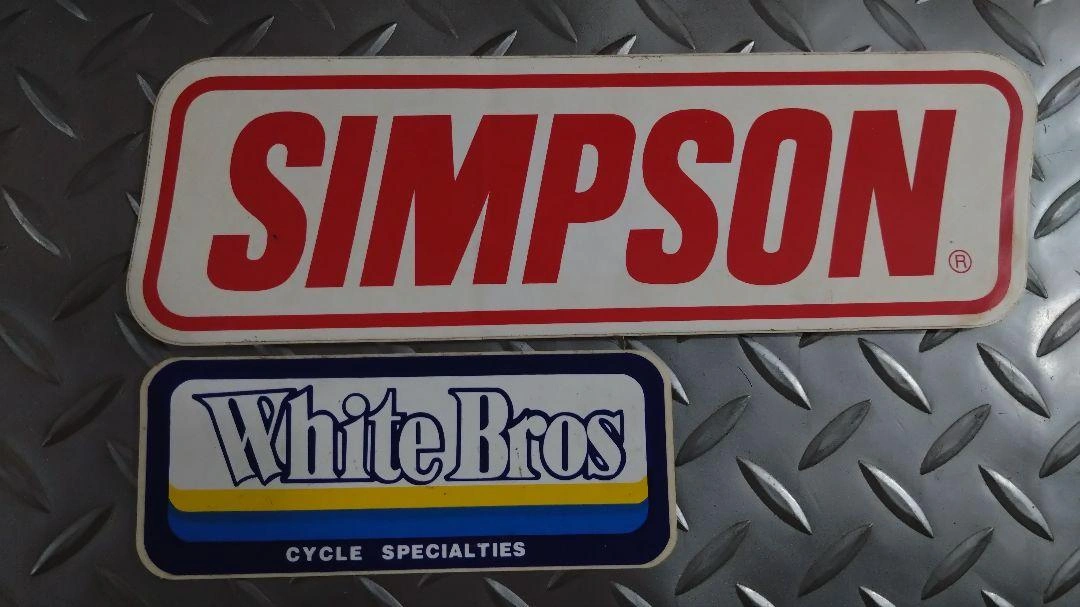 SIMPSON ®
White Bros
CYCLE SPECIALTIES